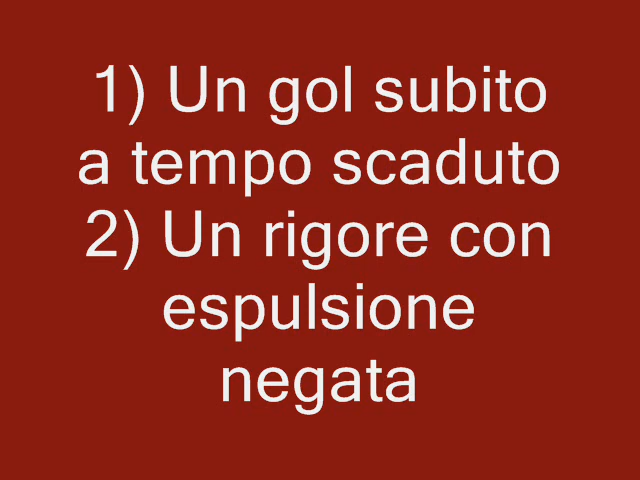 1) Un gol subito
a tempo scaduto
2) Un rigore con
espulsione
negata